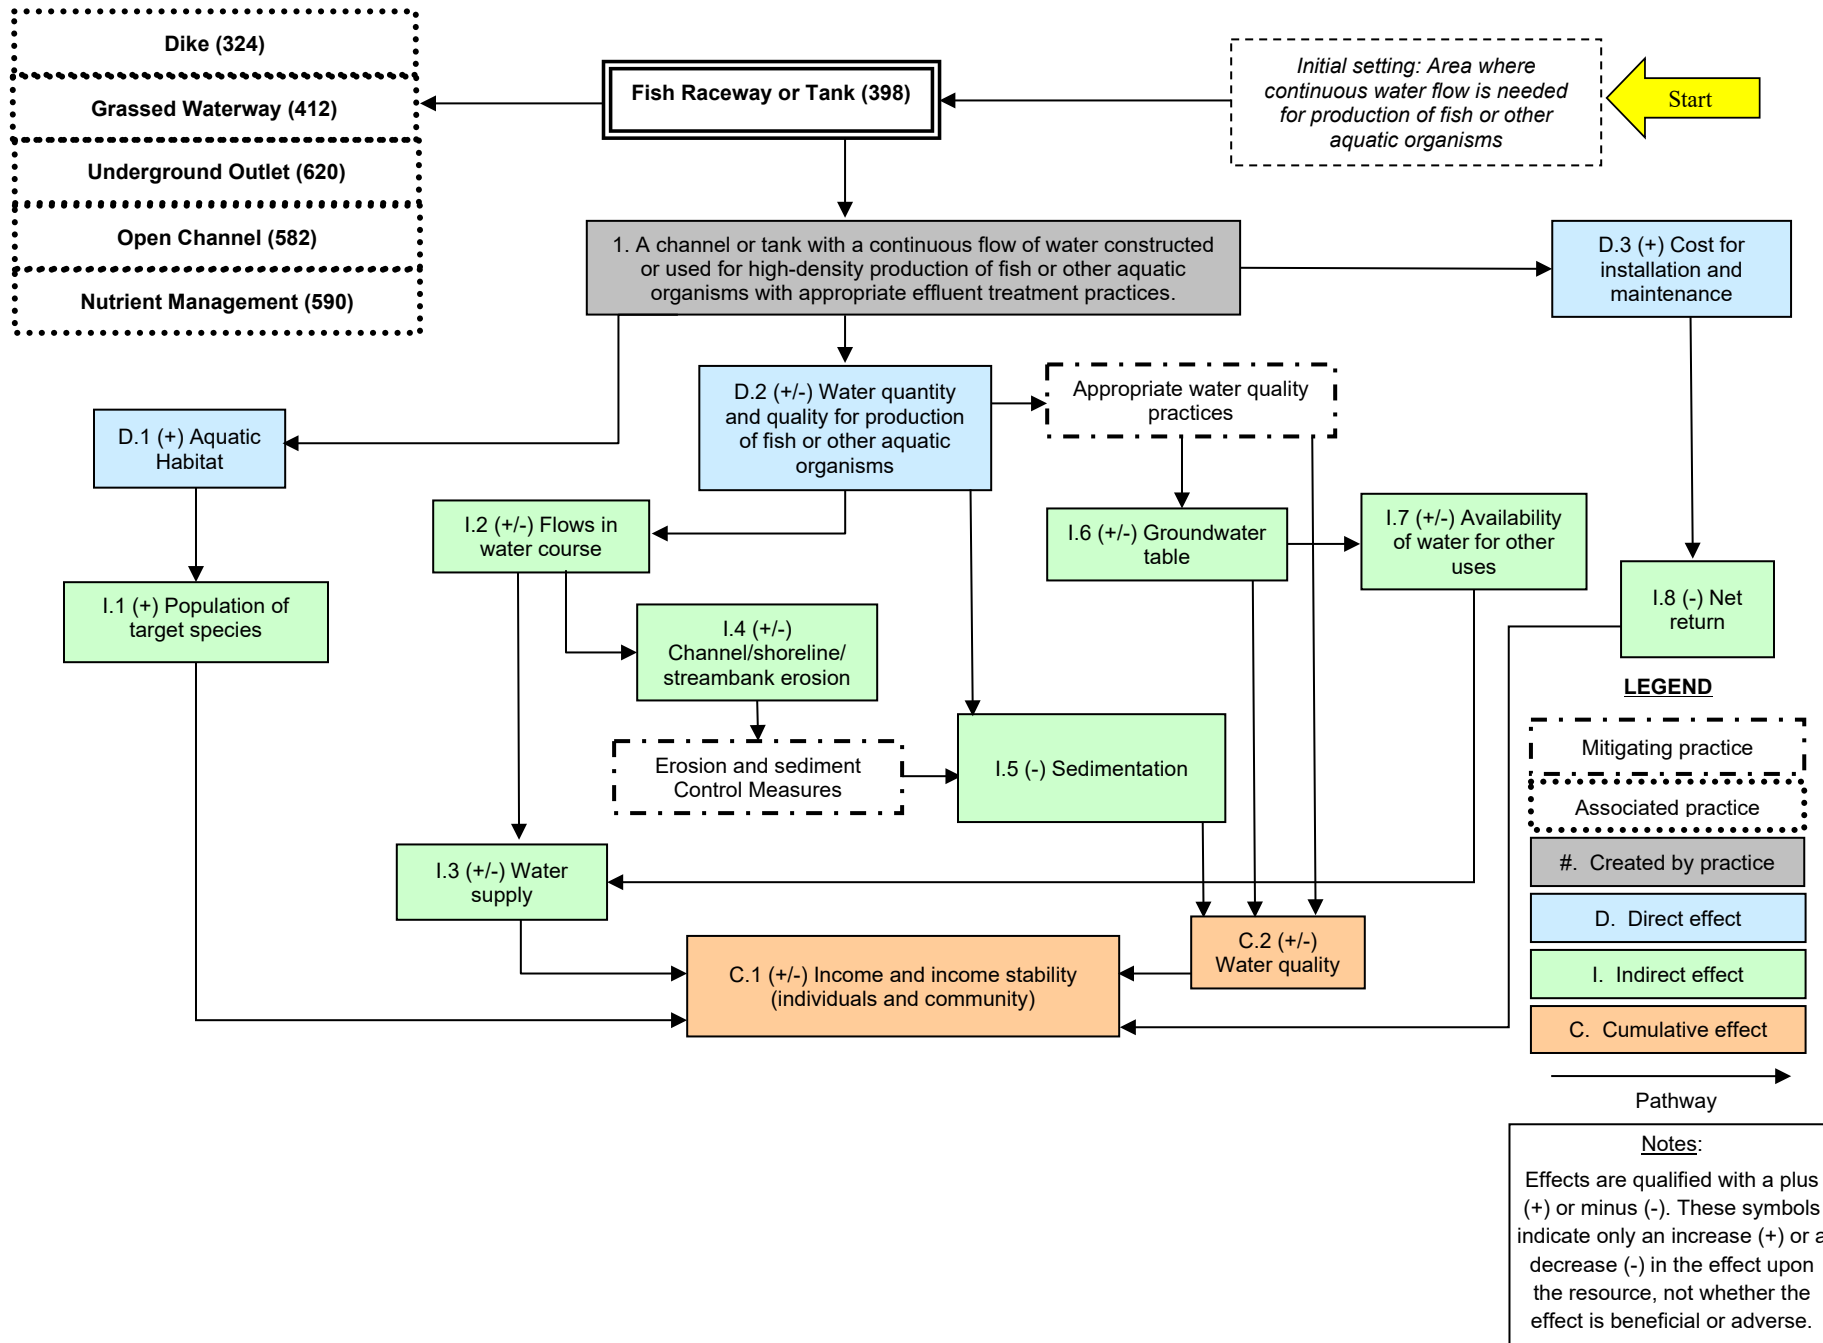 Dike (324)
Grassed Waterway (412)
Underground Outlet (620)
Open Channel (582)
Nutrient Management (590)
Fish Raceway or Tank (398)
Initial setting: Area where
continuous water flow is needed
for production of fish or other
aquatic organisms
Start
1. A channel or tank with a continuous flow of water constructed
or used for high-density production of fish or other aquatic
organisms with appropriate effluent treatment practices.
D.3 (+) Cost for
installation and
maintenance
D.1 (+) Aquatic
Habitat
D.2 (+/-) Water quantity
and quality for production
of fish or other aquatic
organisms
Appropriate water quality
practices
I.2 (+/-) Flows in
water course
I.6 (+/-) Groundwater
table
I.7 (+/-) Availability
of water for other
uses
I.1 (+) Population of
target species
I.4 (+/-)
Channel/shoreline/
streambank erosion
I.8 (-) Net
return
Erosion and sediment
Control Measures
I.5 (-) Sedimentation
I.3 (+/-) Water
supply
C.1 (+/-) Income and income stability
(individuals and community)
C.2 (+/-)
Water quality
LEGEND
Mitigating practice
Associated practice
#. Created by practice
D. Direct effect
I. Indirect effect
C. Cumulative effect
Pathway
Notes:
Effects are qualified with a plus
(+) or minus (-). These symbols
indicate only an increase (+) or a
decrease (-) in the effect upon
the resource, not whether the
effect is beneficial or adverse.